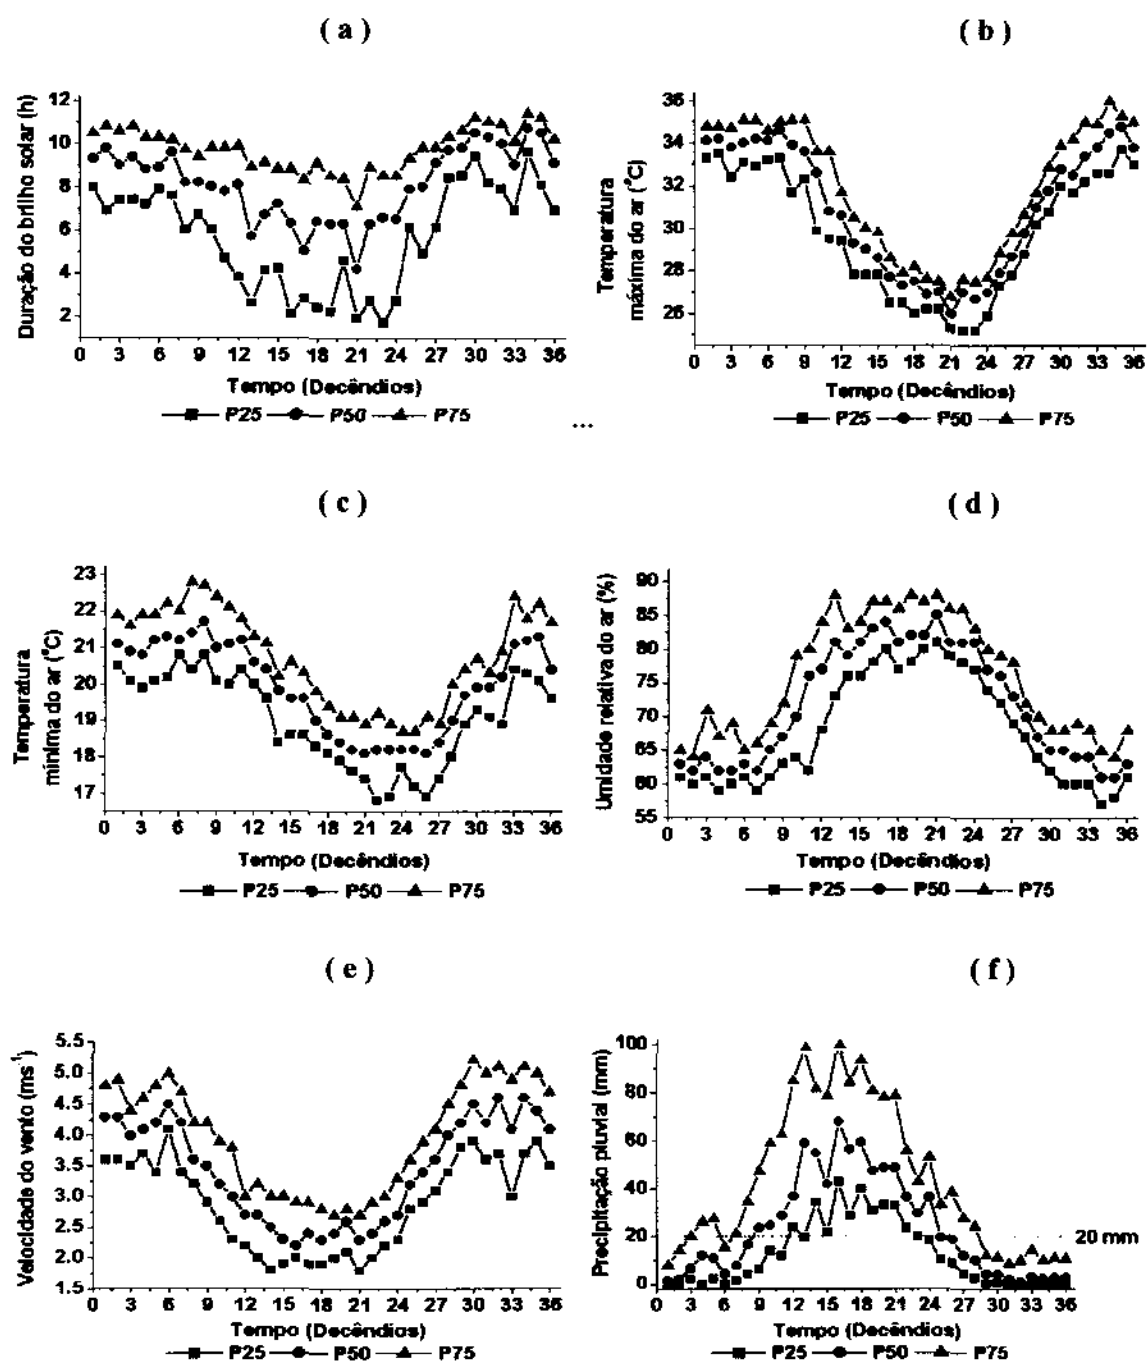 ( a )
( b )
Duração do brilho solar (h)
12
10
8
6
4
2
0 3 6 9 12 15 18 21 24 27 30 33 36
Tempo (Decêndios)
P25 P50 P75
Temperatura
máxima do ar (°C)
36
34
32
30
28
26
0 3 6 9 12 15 18 21 24 27 30 33 36
Tempo (Decêndios)
P25 P50 P75
...
( c )
( d )
Temperatura
mínima do ar (°C)
23
22
21
20
19
18
17
0 3 6 9 12 15 18 21 24 27 30 33 36
Tempo (Decêndios)
P25 P50 P75
Umidade relativa do ar (%)
90
85
80
75
70
65
60
55
0 3 6 9 12 15 18 21 24 27 30 33 36
Tempo (Decêndios)
P25 P50 P75
( e )
( f )
Velocidade do vento (ms⁻¹)
5.5
5.0
4.5
4.0
3.5
3.0
2.5
2.0
1.5
0 3 6 9 12 15 18 21 24 27 30 33 36
Tempo (Decêndios)
P25 P50 P75
Precipitação pluvial (mm)
100
80
60
40
20
0
20 mm
0 3 6 9 12 15 18 21 24 27 30 33 36
Tempo (Decêndios)
P25 P50 P75